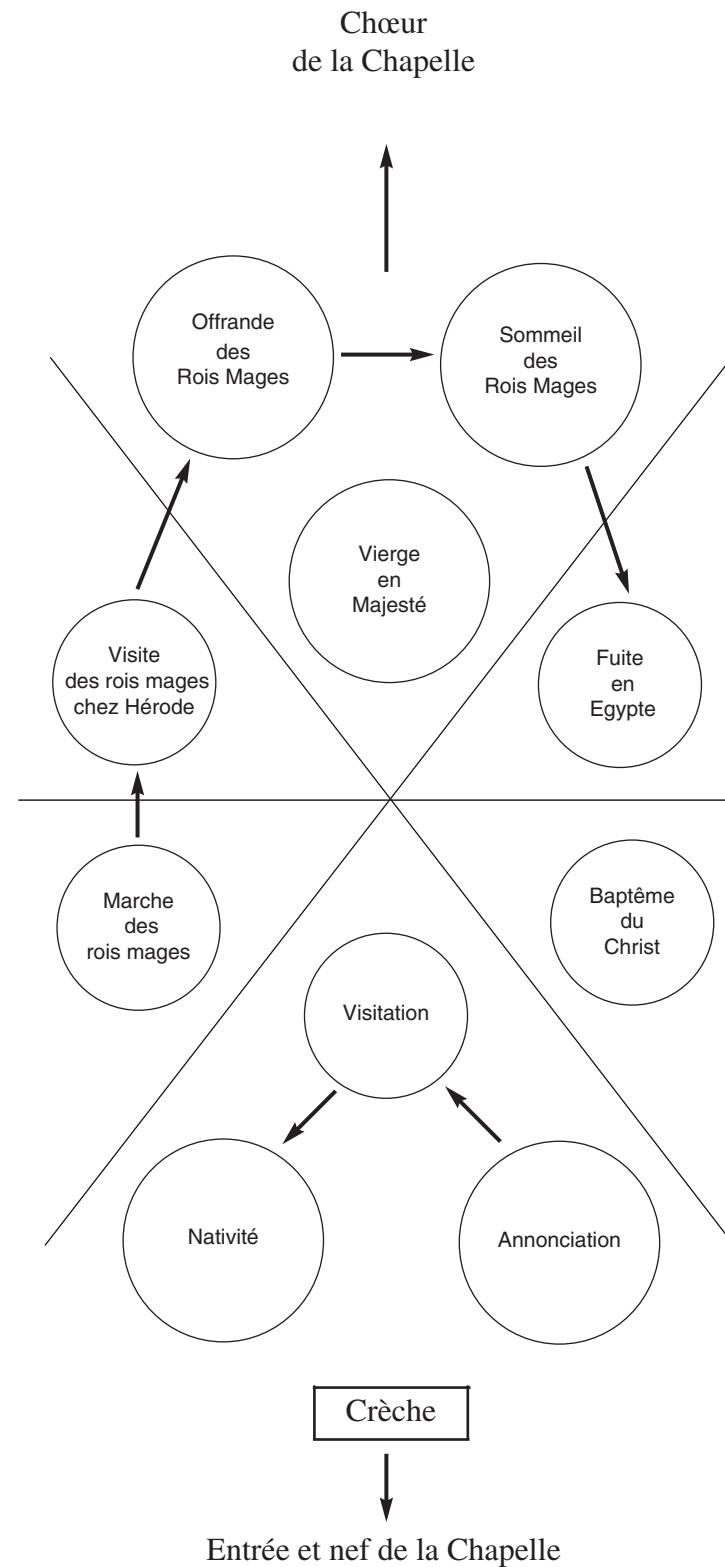 Chœur
de la Chapelle
Offrande
des
Rois Mages
Sommeil
des
Rois Mages
Vierge
en
Majesté
Visite
des rois mages
chez Hérode
Fuite
en
Egypte
Marche
des
rois mages
Baptême
du
Christ
Visitation
Nativité
Annonciation
Crèche
Entrée et nef de la Chapelle